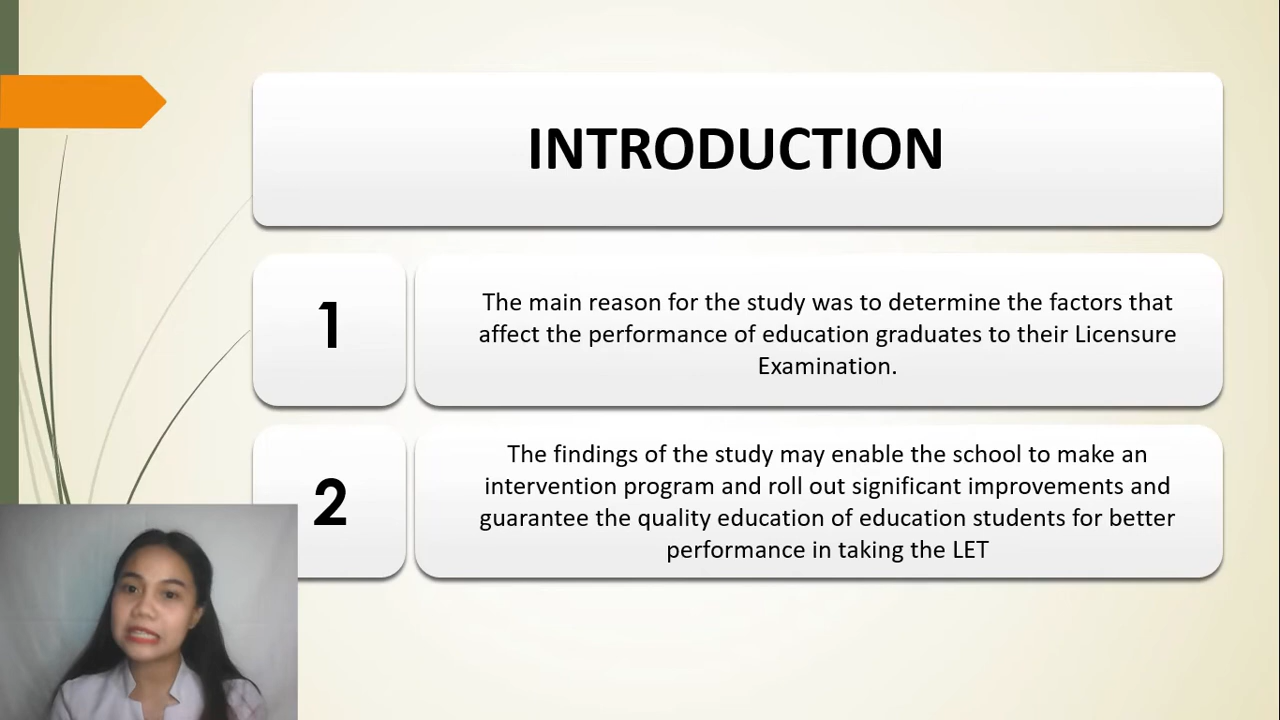 INTRODUCTION
1
The main reason for the study was to determine the factors that
affect the performance of education graduates to their Licensure
Examination.
2
The findings of the study may enable the school to make an
intervention program and roll out significant improvements and
guarantee the quality education of education students for better
performance in taking the LET